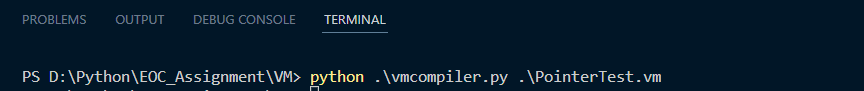 PROBLEMS OUTPUT DEBUG CONSOLE TERMINAL
PS D:\Python\EOC_Assignment\VM> python .\vmcompiler.py .\PointerTest.vm